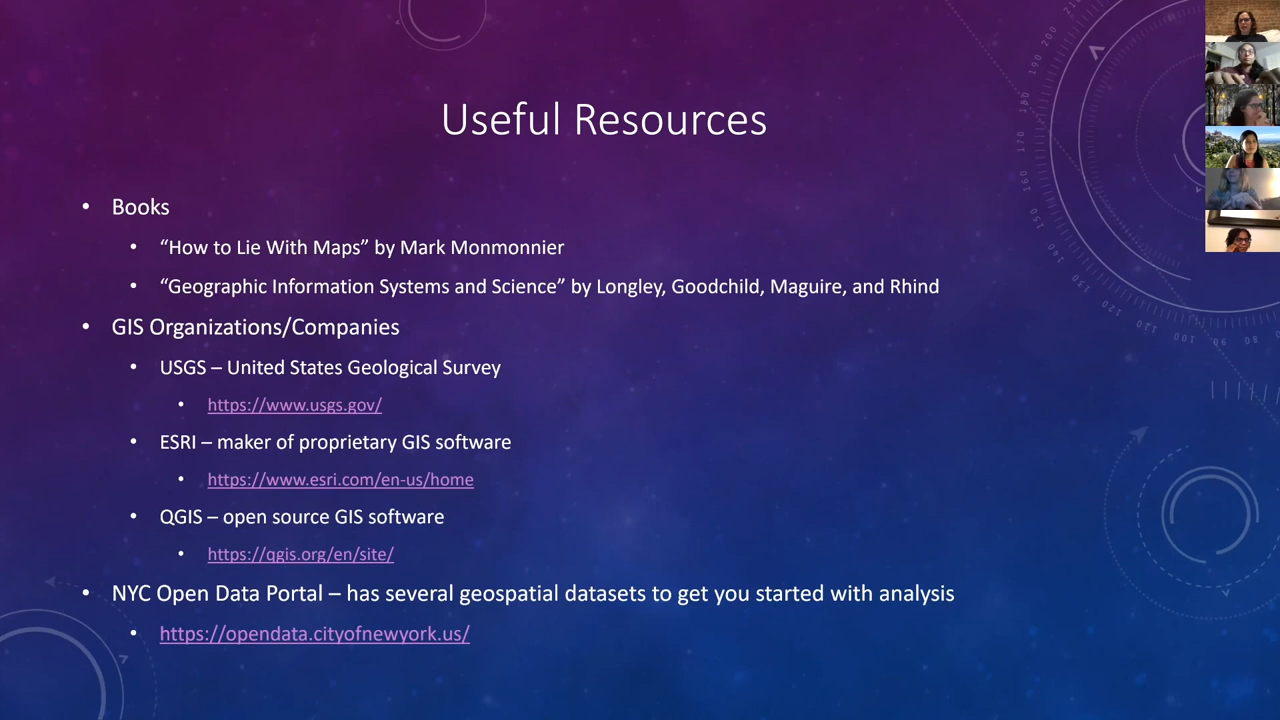 Useful Resources
• Books
• “How to Lie With Maps” by Mark Monmonnier
• “Geographic Information Systems and Science” by Longley, Goodchild, Maguire, and Rhind
• GIS Organizations/Companies
• USGS – United States Geological Survey
• https://www.usgs.gov/
• ESRI – maker of proprietary GIS software
• https://www.esri.com/en-us/home
• QGIS – open source GIS software
• https://qgis.org/en/site/
• NYC Open Data Portal – has several geospatial datasets to get you started with analysis
• https://opendata.cityofnewyork.us/